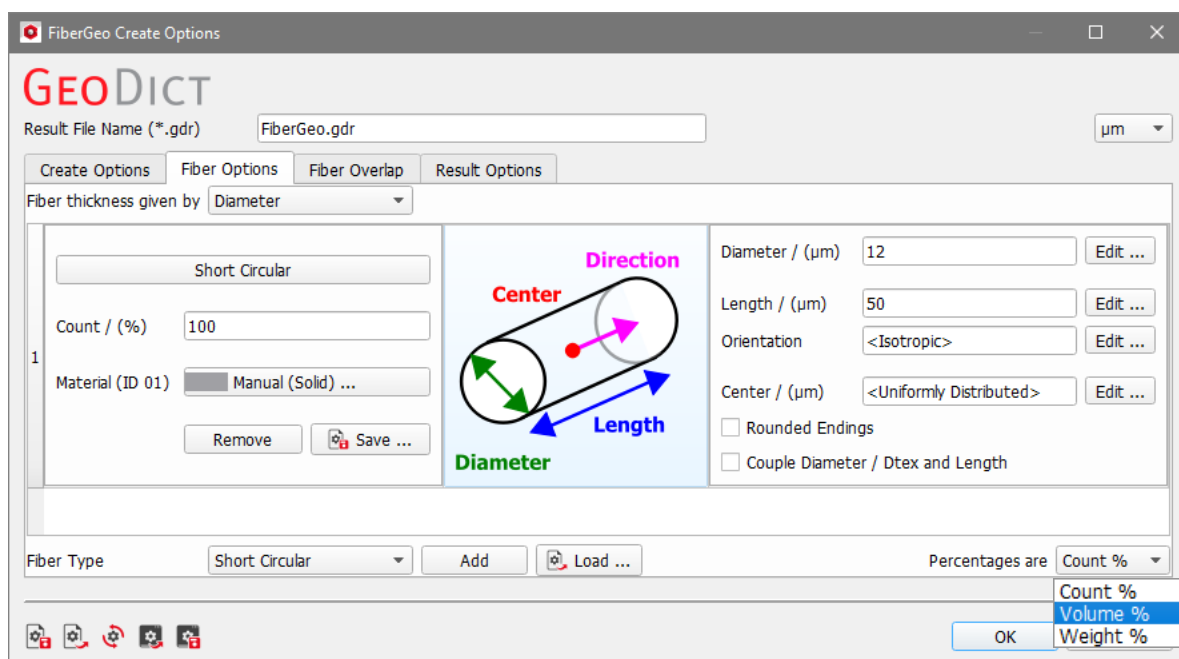 FiberGeo Create Options
GEODICT
Result File Name (*.gdr) FiberGeo.gdr µm
Create Options Fiber Options Fiber Overlap Result Options
Fiber thickness given by Diameter
1
Short Circular
Count / (%) 100
Material (ID 01) Manual (Solid) ...
Remove Save ...
Direction
Center
Length
Diameter
Diameter / (µm) 12 Edit ...
Length / (µm) 50 Edit ...
Orientation <Isotropic> Edit ...
Center / (µm) <Uniformly Distributed> Edit ...
Rounded Endings
Couple Diameter / Dtex and Length
Fiber Type Short Circular Add Load ... Percentages are Count %
Count %
Volume %
Weight %
OK